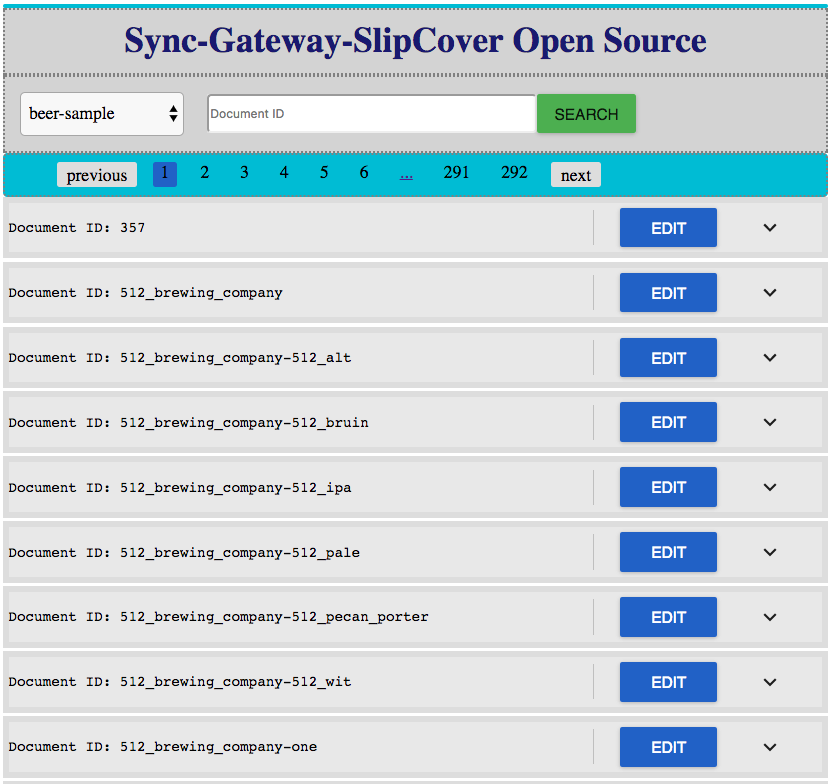 Sync-Gateway-SlipCover Open Source
beer-sample Document ID SEARCH
previous 1 2 3 4 5 6 ... 291 292 next
Document ID: 357 EDIT
Document ID: 512_brewing_company EDIT
Document ID: 512_brewing_company-512_alt EDIT
Document ID: 512_brewing_company-512_bruin EDIT
Document ID: 512_brewing_company-512_ipa EDIT
Document ID: 512_brewing_company-512_pale EDIT
Document ID: 512_brewing_company-512_pecan_porter EDIT
Document ID: 512_brewing_company-512_wit EDIT
Document ID: 512_brewing_company-one EDIT